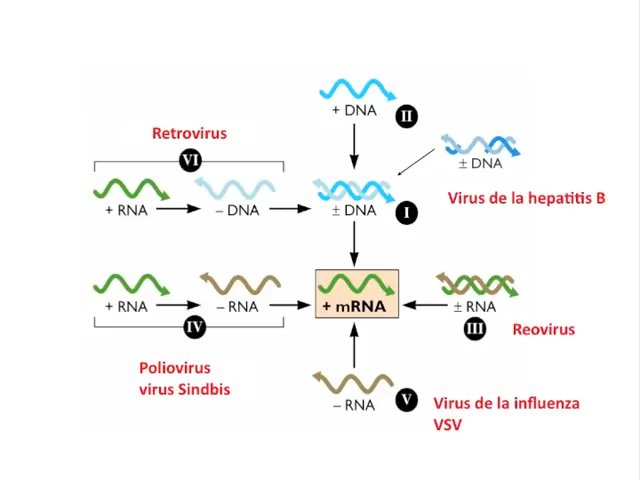 + DNA
II
Retrovirus
VI
± DNA
Virus de la hepatitis B
+ RNA
– DNA
± DNA
I
+ RNA
– RNA
+ mRNA
± RNA
IV
III
Reovirus
Poliovirus
virus Sindbis
– RNA
V
Virus de la influenza
VSV